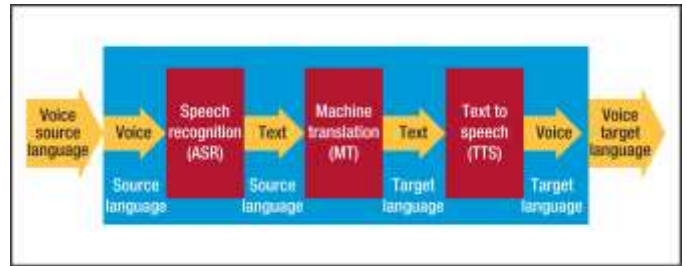 Voice
source
language
Voice
Source
language
Speech
recognition
(ASR)
Text
Source
language
Machine
translation
(MT)
Text
Target
language
Text to
speech
(TTS)
Voice
Target
language
Voice
target
language